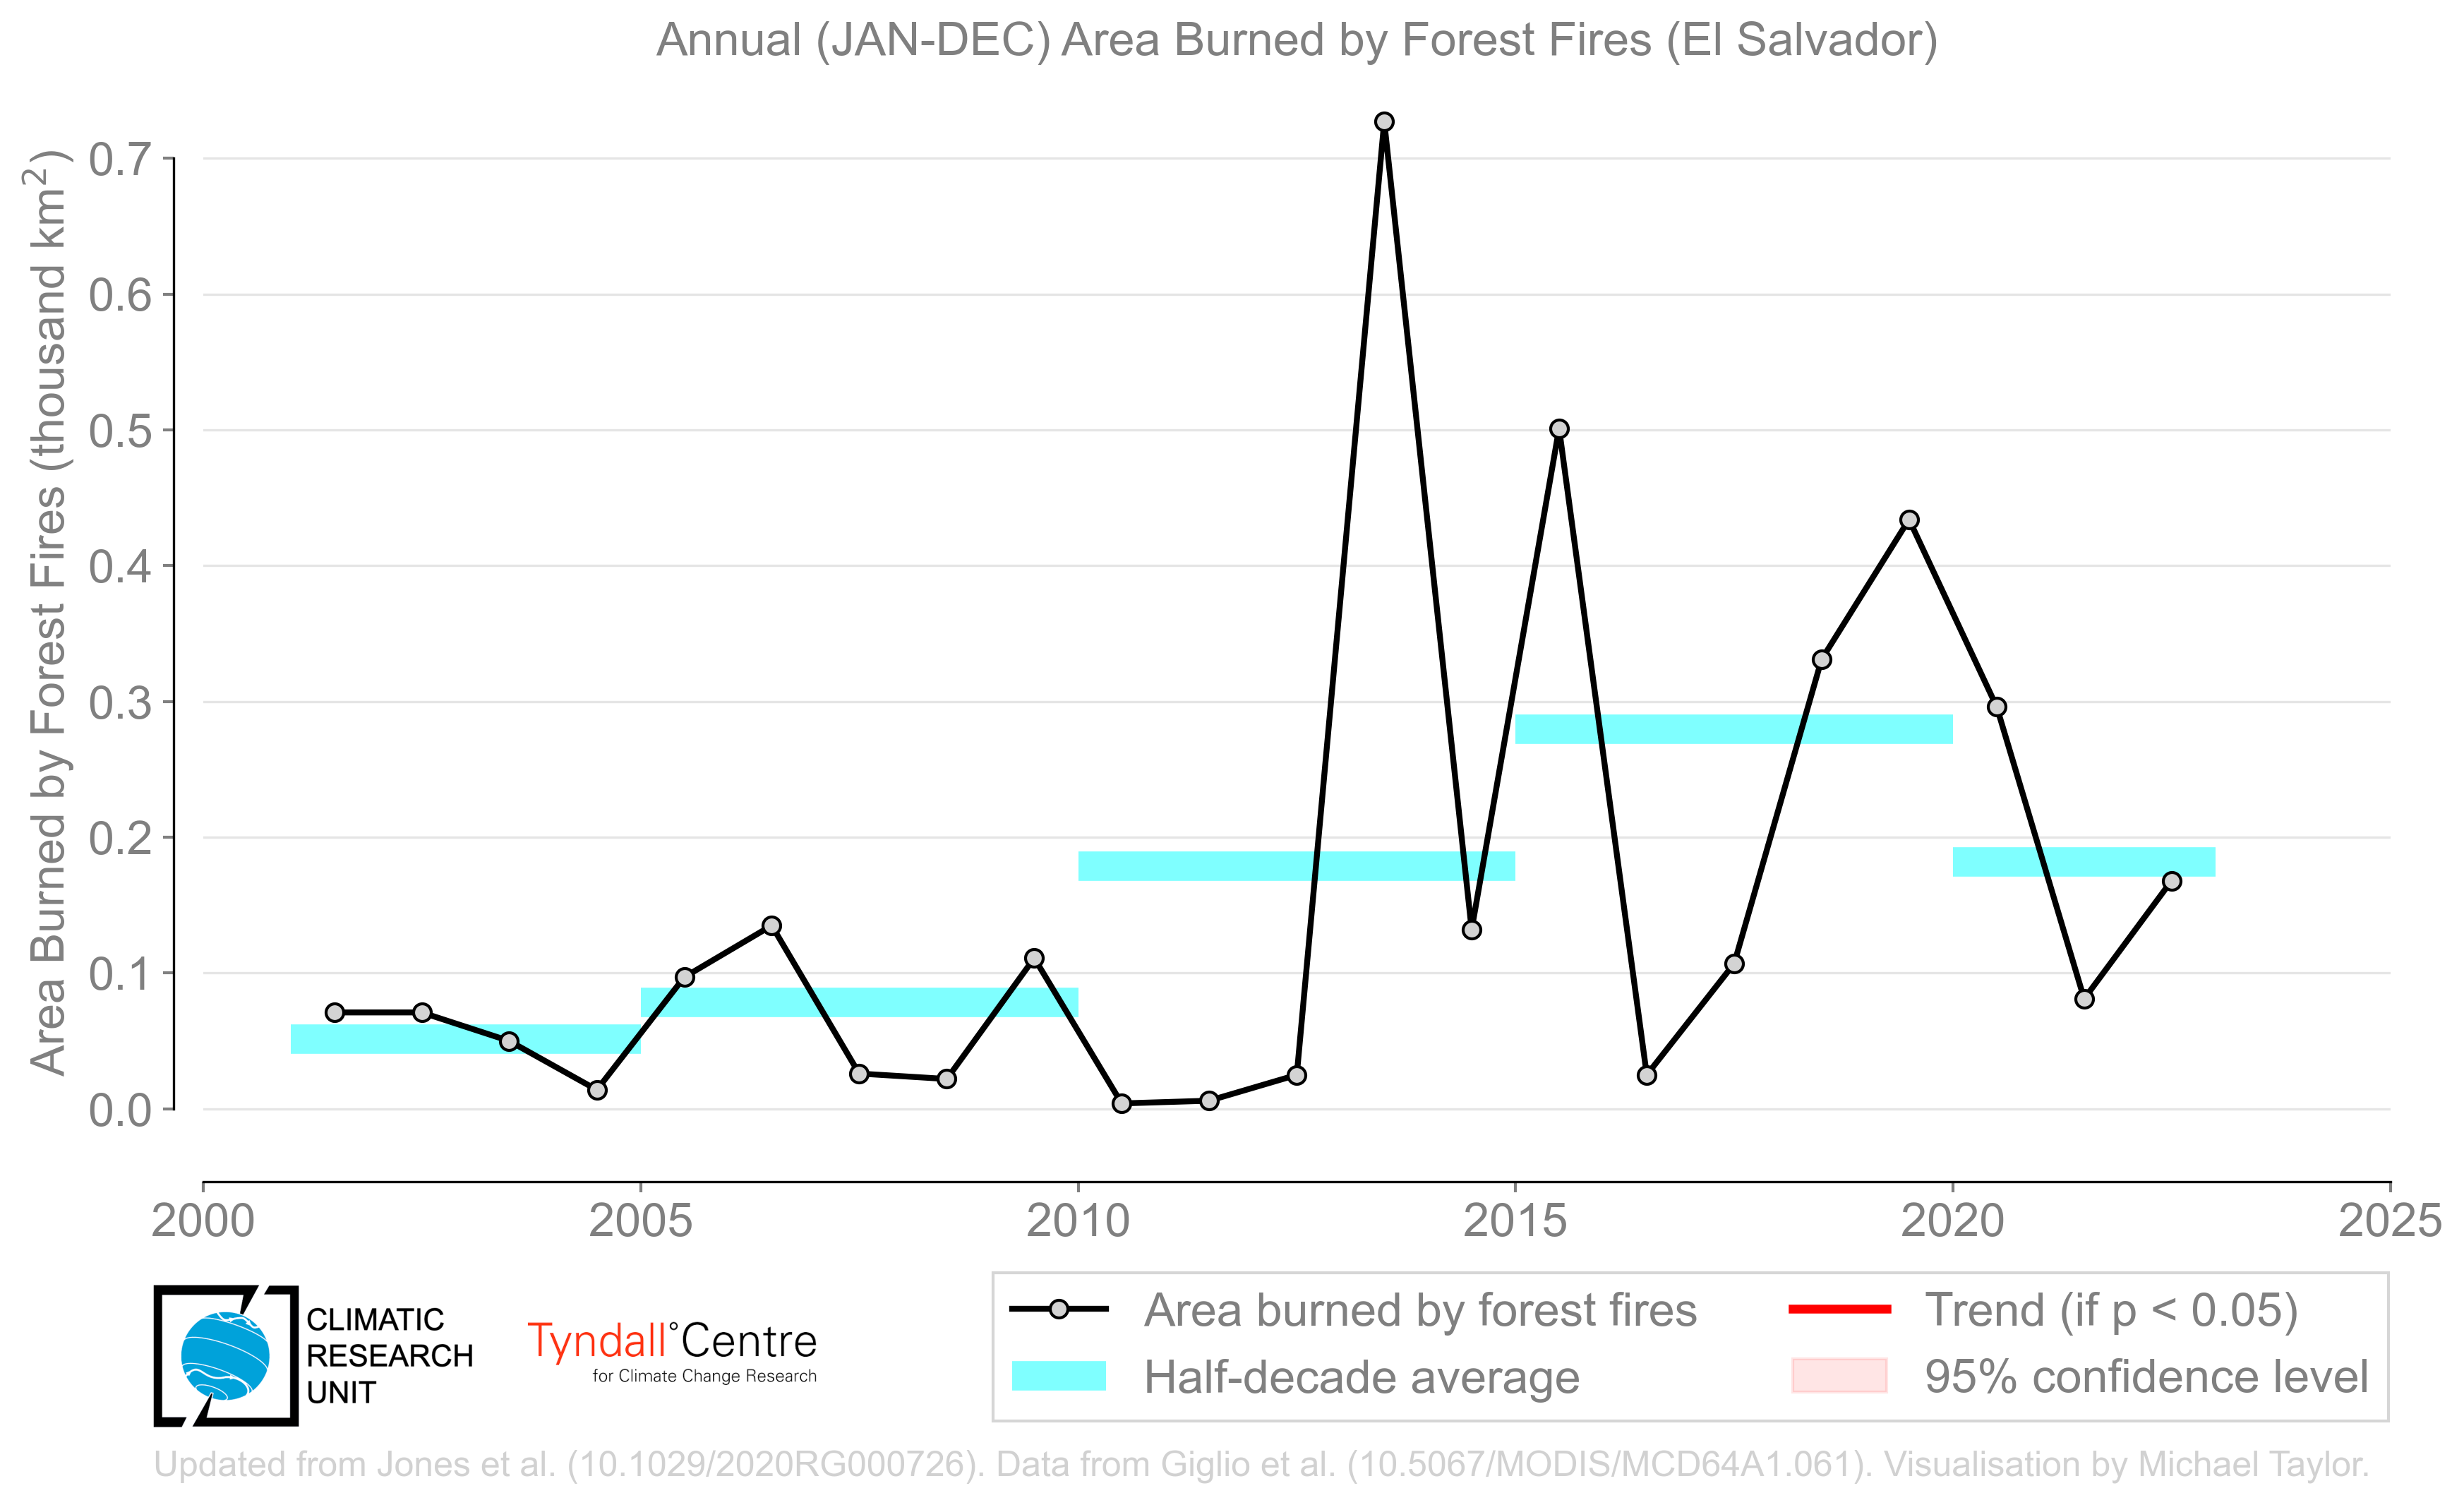 Annual (JAN-DEC) Area Burned by Forest Fires (El Salvador)
Area Burned by Forest Fires (thousand km²)
0.7
0.6
0.5
0.4
0.3
0.2
0.1
0.0
2000
2005
2010
2015
2020
2025
CLIMATIC
RESEARCH
UNIT
Tyndall°Centre
for Climate Change Research
Area burned by forest fires
Half-decade average
Trend (if p < 0.05)
95% confidence level
Updated from Jones et al. (10.1029/2020RG000726). Data from Giglio et al. (10.5067/MODIS/MCD64A1.061). Visualisation by Michael Taylor.